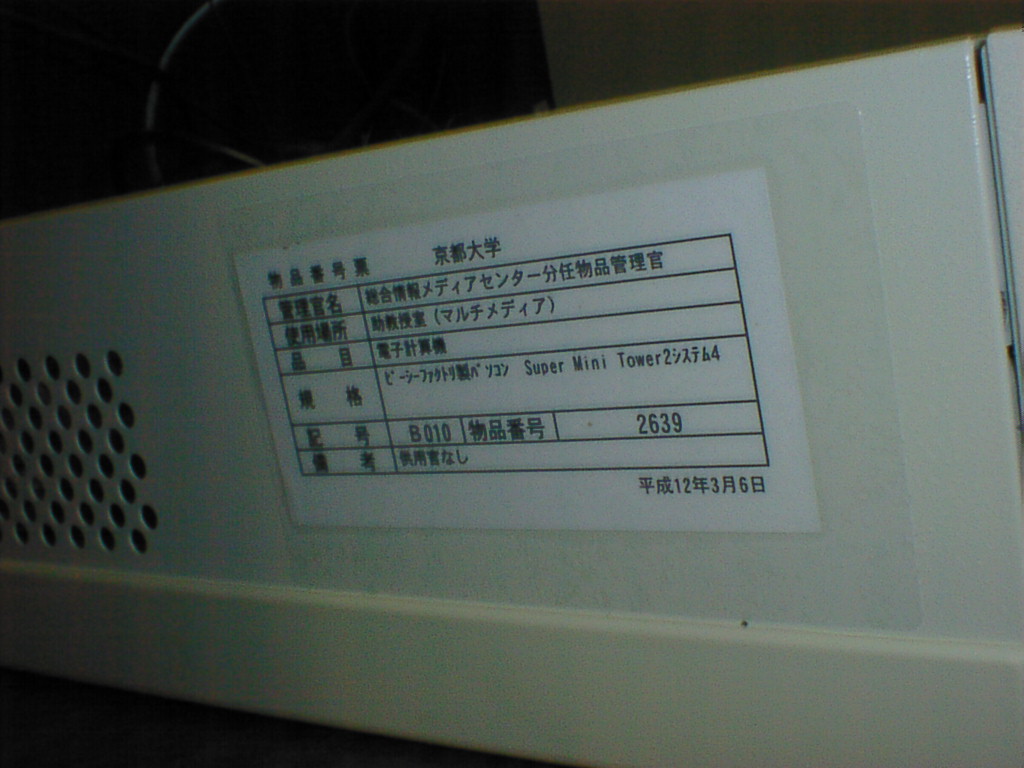 物品番号票 京都大学
管理官名 総合情報メディアセンター分任物品管理官
使用場所 助教授室(マルチメディア)
品目 電子計算機
規格 ピーシーファクトリ製パソコン Super Mini Tower2システム4
記号 B010 物品番号 2639
備考 供用官なし
平成12年3月6日